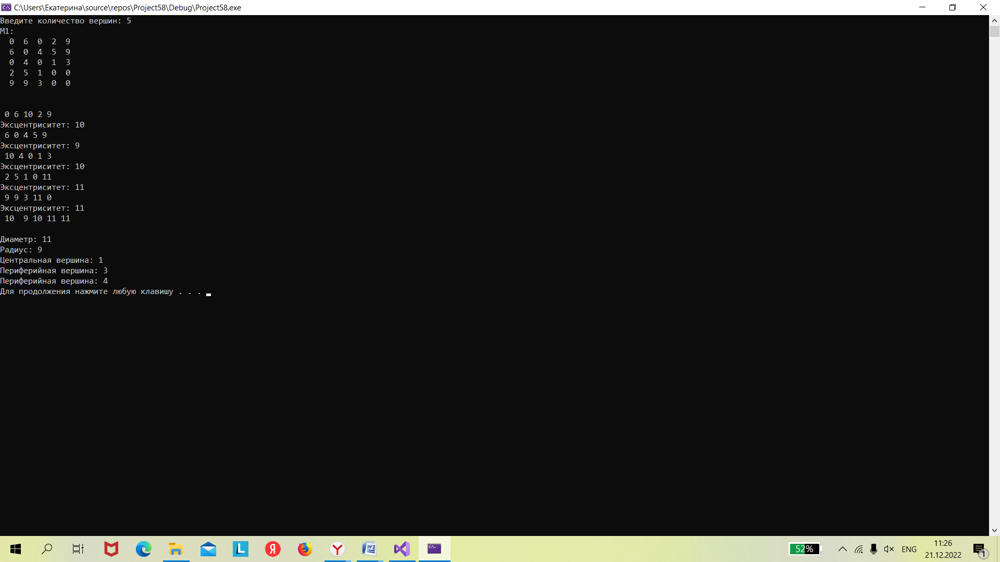 C:\Users\Екатерина\source\repos\Project58\Debug\Project58.exe
Введите количество вершин: 5
M1:
0 6 0 2 9
6 0 4 5 9
0 4 0 1 3
2 5 1 0 0
9 9 3 0 0
0 6 10 2 9
Эксцентриситет: 10
6 0 4 5 9
Эксцентриситет: 9
10 4 0 1 3
Эксцентриситет: 10
2 5 1 0 11
Эксцентриситет: 11
9 9 3 11 0
Эксцентриситет: 11
10 9 10 11 11
Диаметр: 11
Радиус: 9
Центральная вершина: 1
Периферийная вершина: 3
Периферийная вершина: 4
Для продолжения нажмите любую клавишу . . .
52%
ENG
11:26
21.12.2022
1